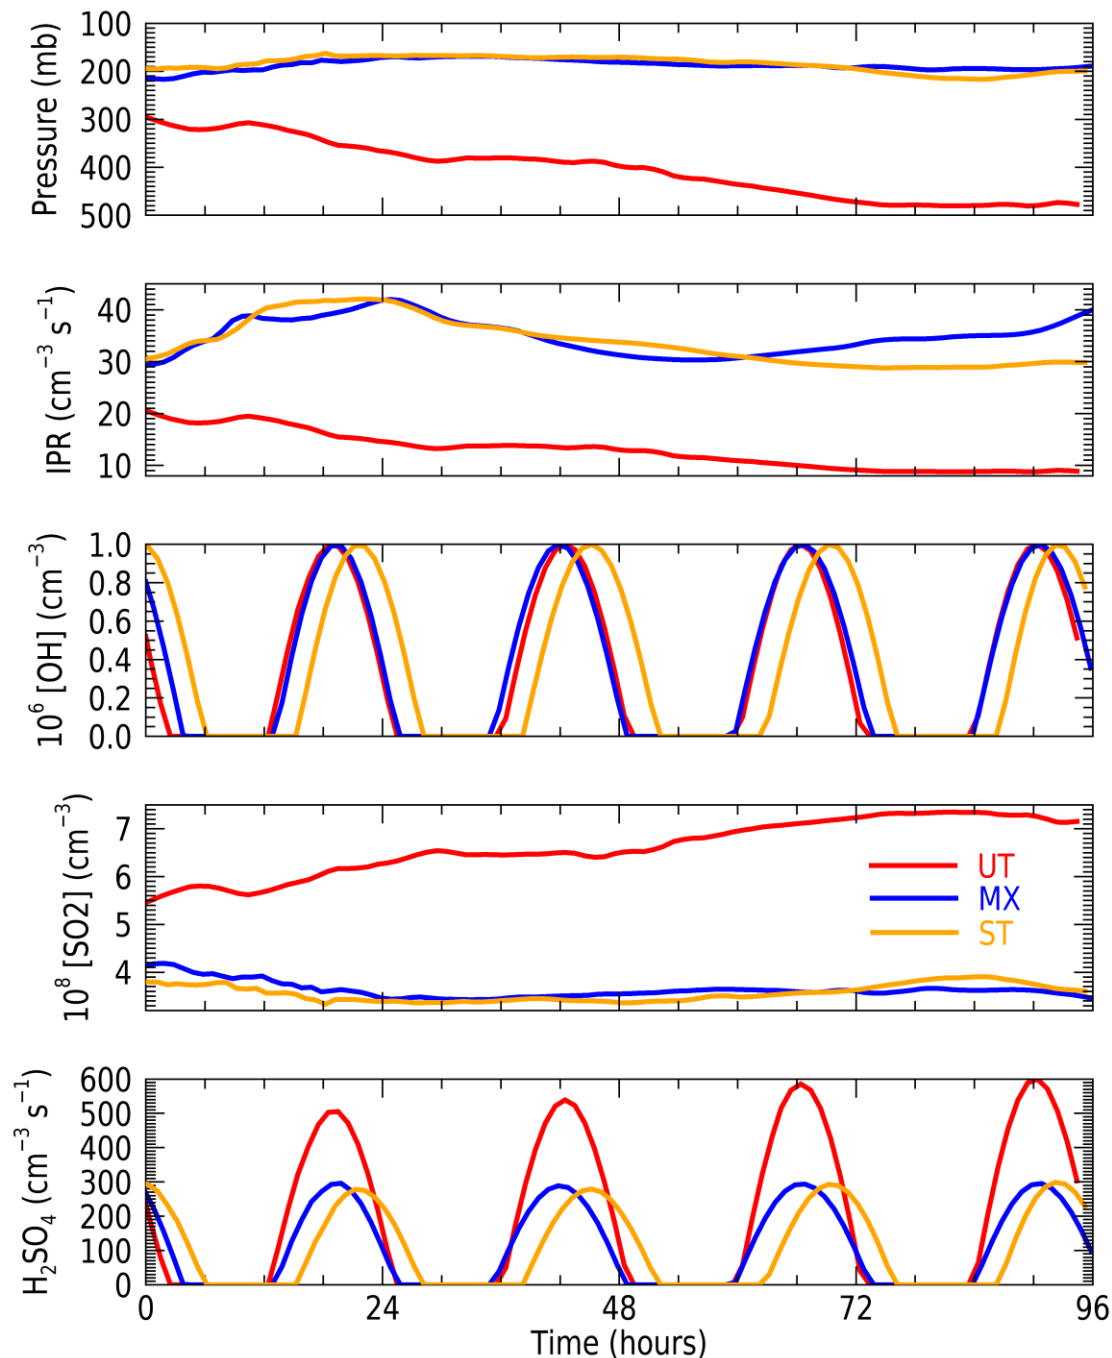 Pressure (mb)
100
200
300
400
500
IPR (cm⁻³ s⁻¹)
40
30
20
10
10⁶ [OH] (cm⁻³)
1.0
0.8
0.6
0.4
0.2
0.0
10⁸ [SO2] (cm⁻³)
7
6
5
4
UT
MX
ST
H₂SO₄ (cm⁻³ s⁻¹)
600
500
400
300
200
100
0
0 24 48 72 96
Time (hours)